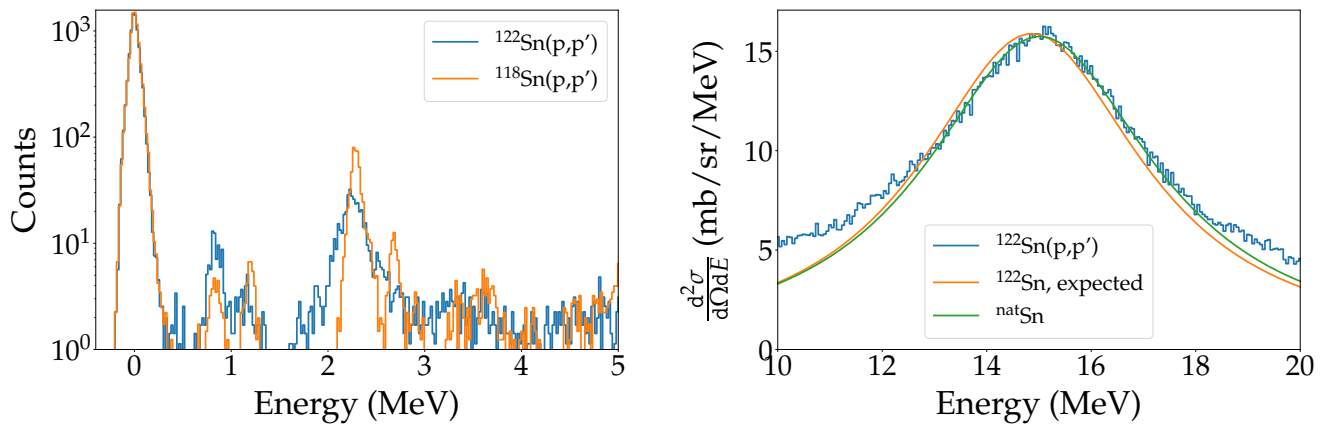 10³
10²
10¹
10⁰
Counts
0 1 2 3 4 5
Energy (MeV)
¹²²Sn(p,p′)
¹¹⁸Sn(p,p′)
15
10
5
0
d²σ/dΩdE (mb/sr/MeV)
10 12 14 16 18 20
Energy (MeV)
¹²²Sn(p,p′)
¹²²Sn, expected
ⁿᵃᵗSn